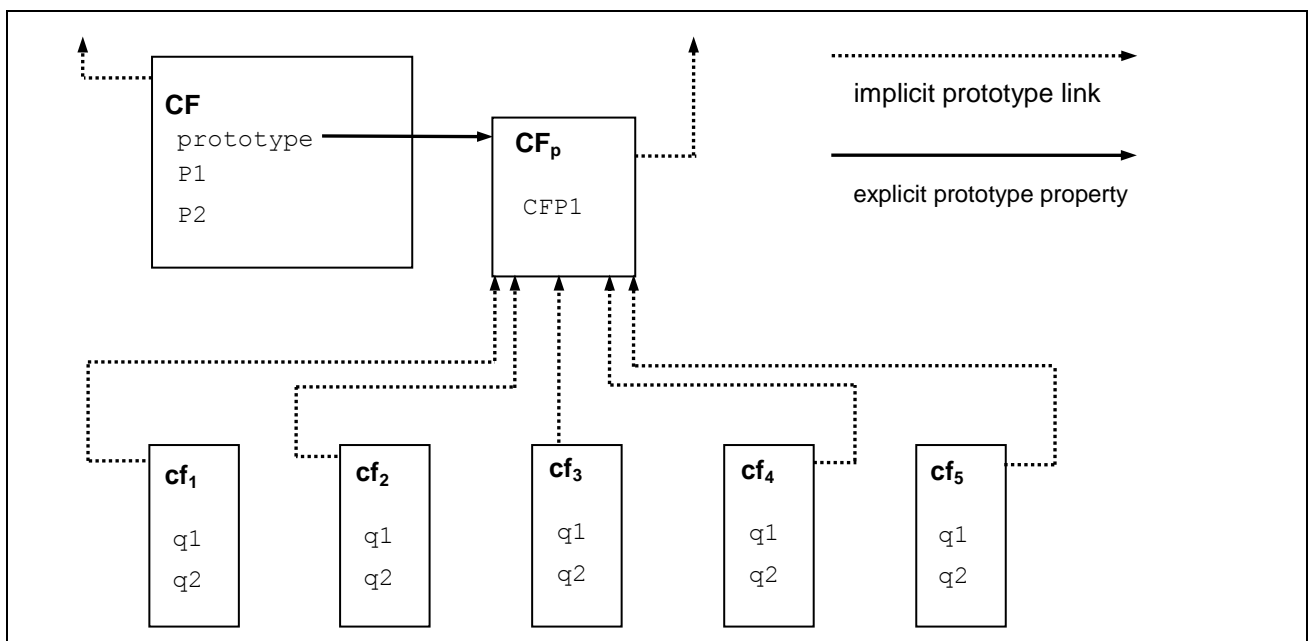 CF
prototype
P1
P2
CFp
CFP1
implicit prototype link
explicit prototype property
cf1
q1
q2
cf2
q1
q2
cf3
q1
q2
cf4
q1
q2
cf5
q1
q2